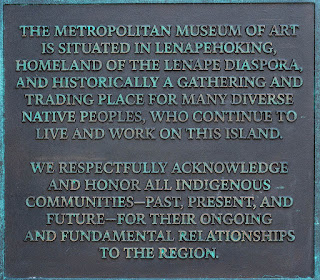 THE METROPOLITAN MUSEUM OF ART
IS SITUATED IN LENAPEHOKING,
HOMELAND OF THE LENAPE DIASPORA,
AND HISTORICALLY A GATHERING AND
TRADING PLACE FOR MANY DIVERSE
NATIVE PEOPLES, WHO CONTINUE TO
LIVE AND WORK ON THIS ISLAND.
WE RESPECTFULLY ACKNOWLEDGE
AND HONOR ALL INDIGENOUS
COMMUNITIES—PAST, PRESENT, AND
FUTURE—FOR THEIR ONGOING
AND FUNDAMENTAL RELATIONSHIPS
TO THE REGION.